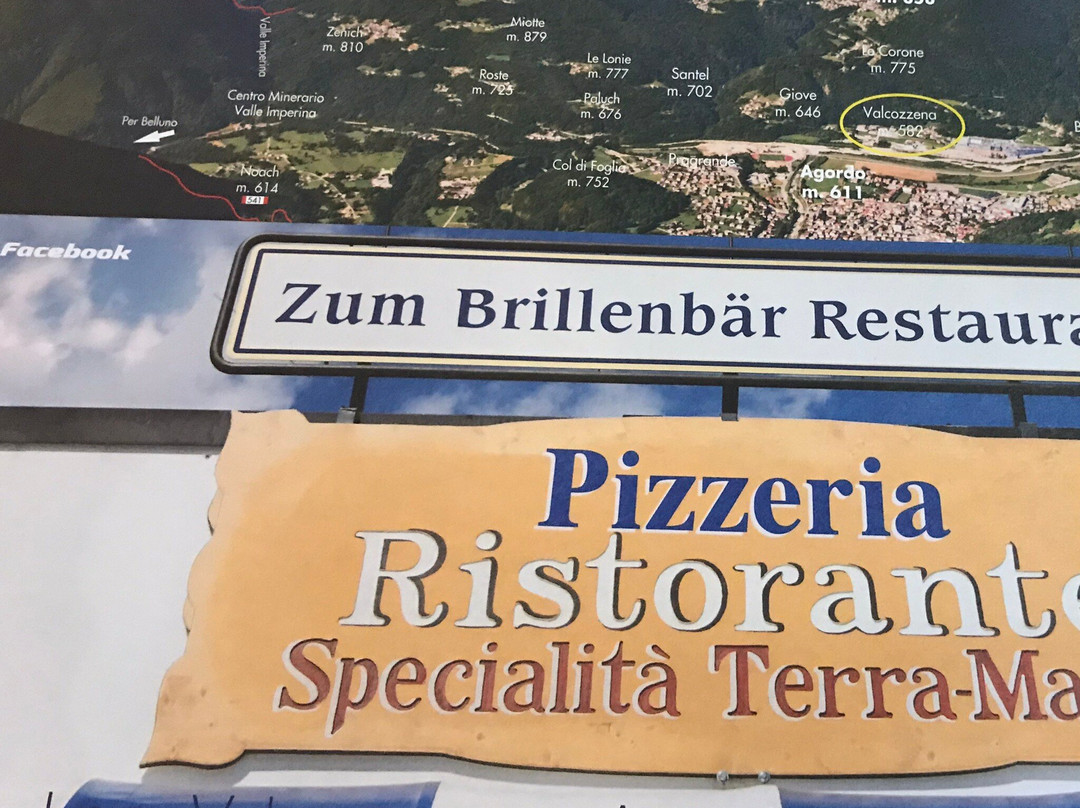 m. 656
Miotte
m. 879
Zenich
m. 810
Valle Imperina
Le Corone
m. 775
Le Lonie
m. 777
Roste
m. 725
Santel
m. 702
Centro Minerario
Valle Imperina
Paluch
m. 676
Giove
m. 646
Valcozzena
m. 582
Per Belluno
Pragrande
Noach
m. 614
541
Col di Foglia
m. 752
Agordo
m. 611
Facebook
Zum Brillenbär Restaura
Pizzeria
Ristorante
Specialità Terra-Ma